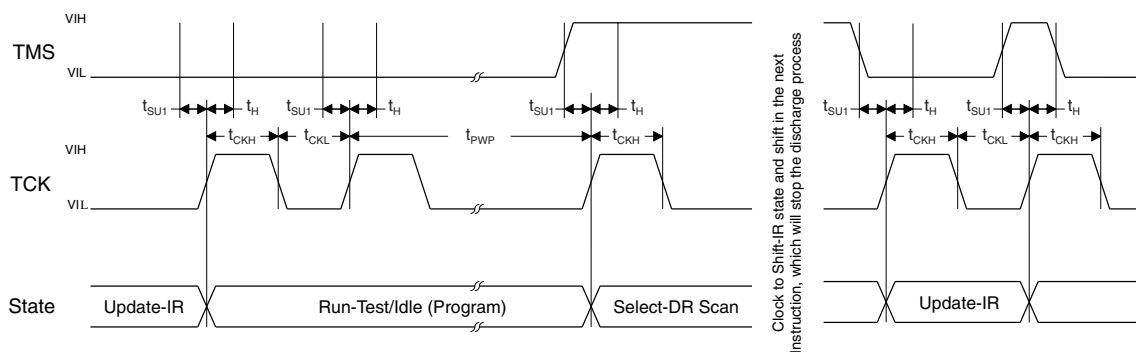 VIH
TMS
VIL
tSU1 tH tSU1 tH tSU1 tH tSU1 tH tSU1 tH
tCKH tCKL tPWP tCKH tCKH tCKL tCKH
VIH
TCK
VIL
State
Update-IR
Run-Test/Idle (Program)
Select-DR Scan
Clock to Shift-IR state and shift in the next
Instruction, which will stop the discharge process
Update-IR